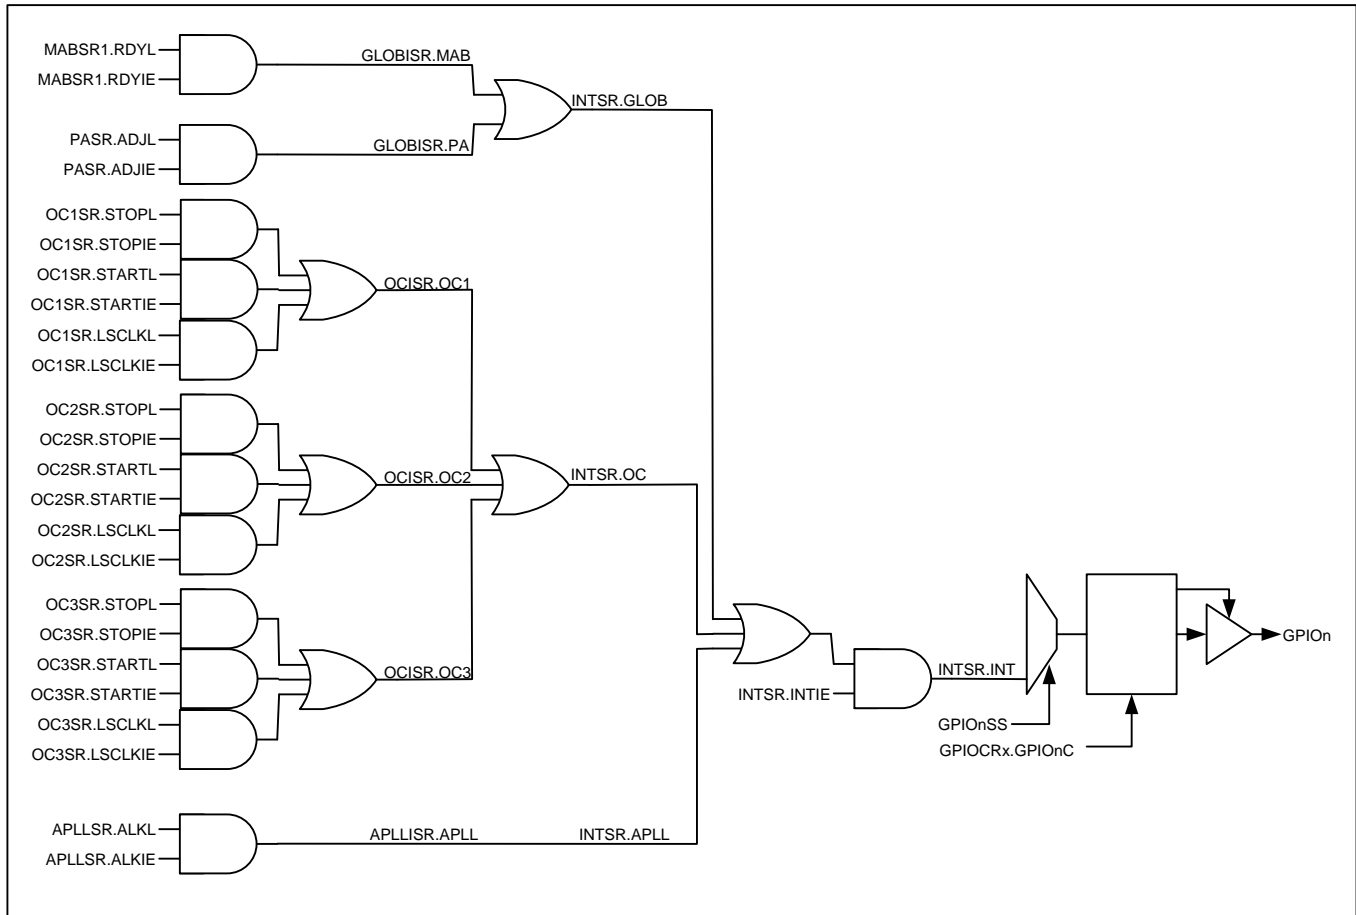 MABSR1.RDYL
MABSR1.RDYIE
GLOBISR.MAB
INTSR.GLOB
PASR.ADJL
PASR.ADJIE
GLOBISR.PA
OC1SR.STOPL
OC1SR.STOPIE
OC1SR.STARTL
OC1SR.STARTIE
OC1SR.LSCLKL
OC1SR.LSCLKIE
OCISR.OC1
OC2SR.STOPL
OC2SR.STOPIE
OC2SR.STARTL
OC2SR.STARTIE
OC2SR.LSCLKL
OC2SR.LSCLKIE
OCISR.OC2
INTSR.OC
OC3SR.STOPL
OC3SR.STOPIE
OC3SR.STARTL
OC3SR.STARTIE
OC3SR.LSCLKL
OC3SR.LSCLKIE
OCISR.OC3
APLLSR.ALKL
APLLSR.ALKIE
APLLISR.APLL
INTSR.APLL
INTSR.INTIE
INTSR.INT
GPIOnSS
GPIOCRx.GPIOnC
GPIOn